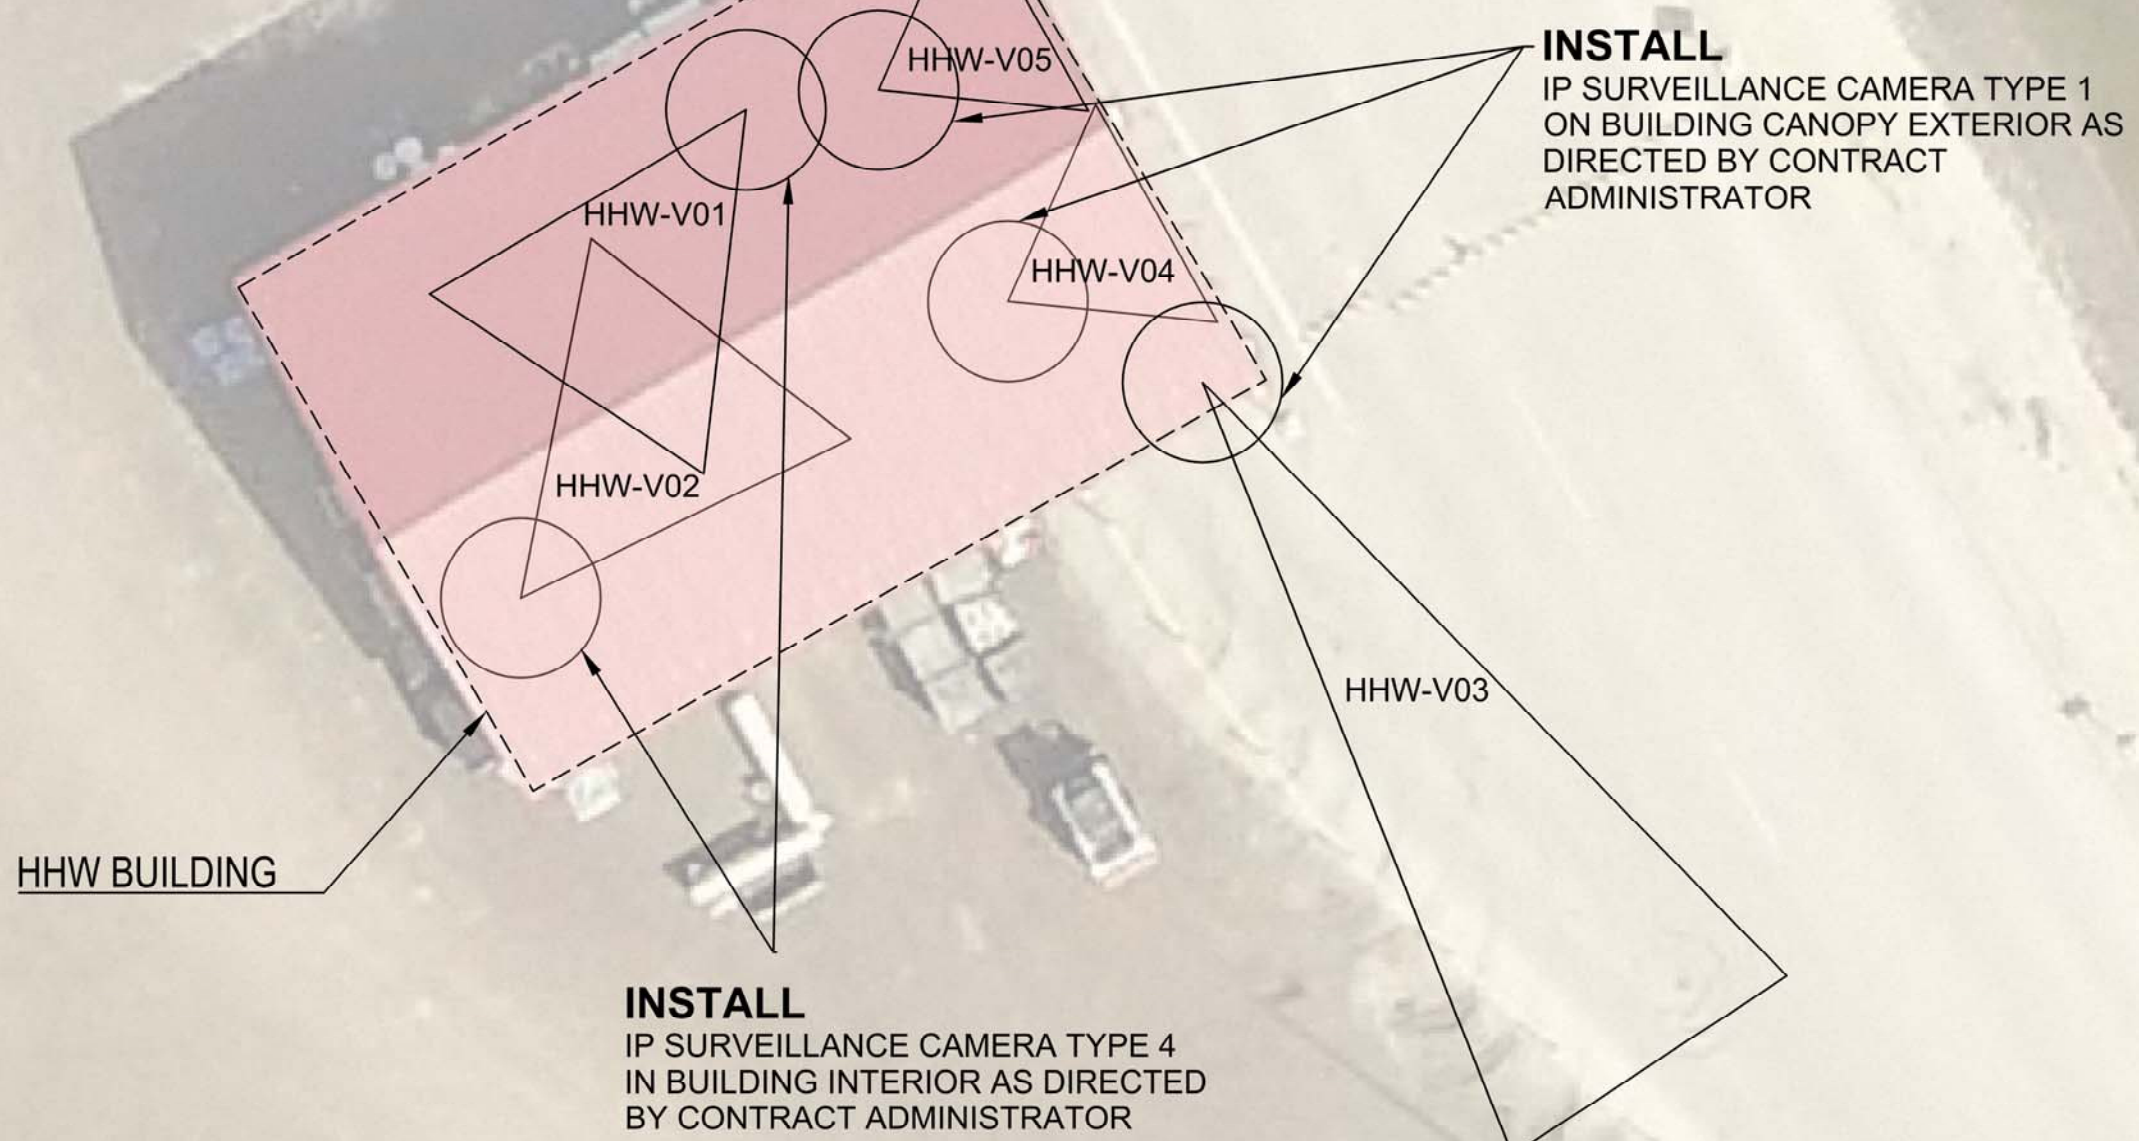 HHW-V05
INSTALL
IP SURVEILLANCE CAMERA TYPE 1
ON BUILDING CANOPY EXTERIOR AS
DIRECTED BY CONTRACT
ADMINISTRATOR
HHW-V01
HHW-V04
HHW-V02
HHW-V03
HHW BUILDING
INSTALL
IP SURVEILLANCE CAMERA TYPE 4
IN BUILDING INTERIOR AS DIRECTED
BY CONTRACT ADMINISTRATOR